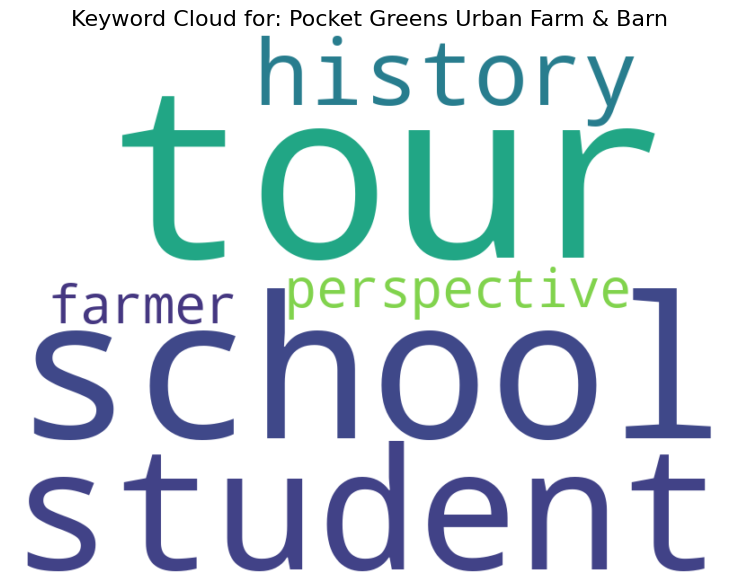 Keyword Cloud for: Pocket Greens Urban Farm & Barn
history
tour
perspective
farmer
school
student